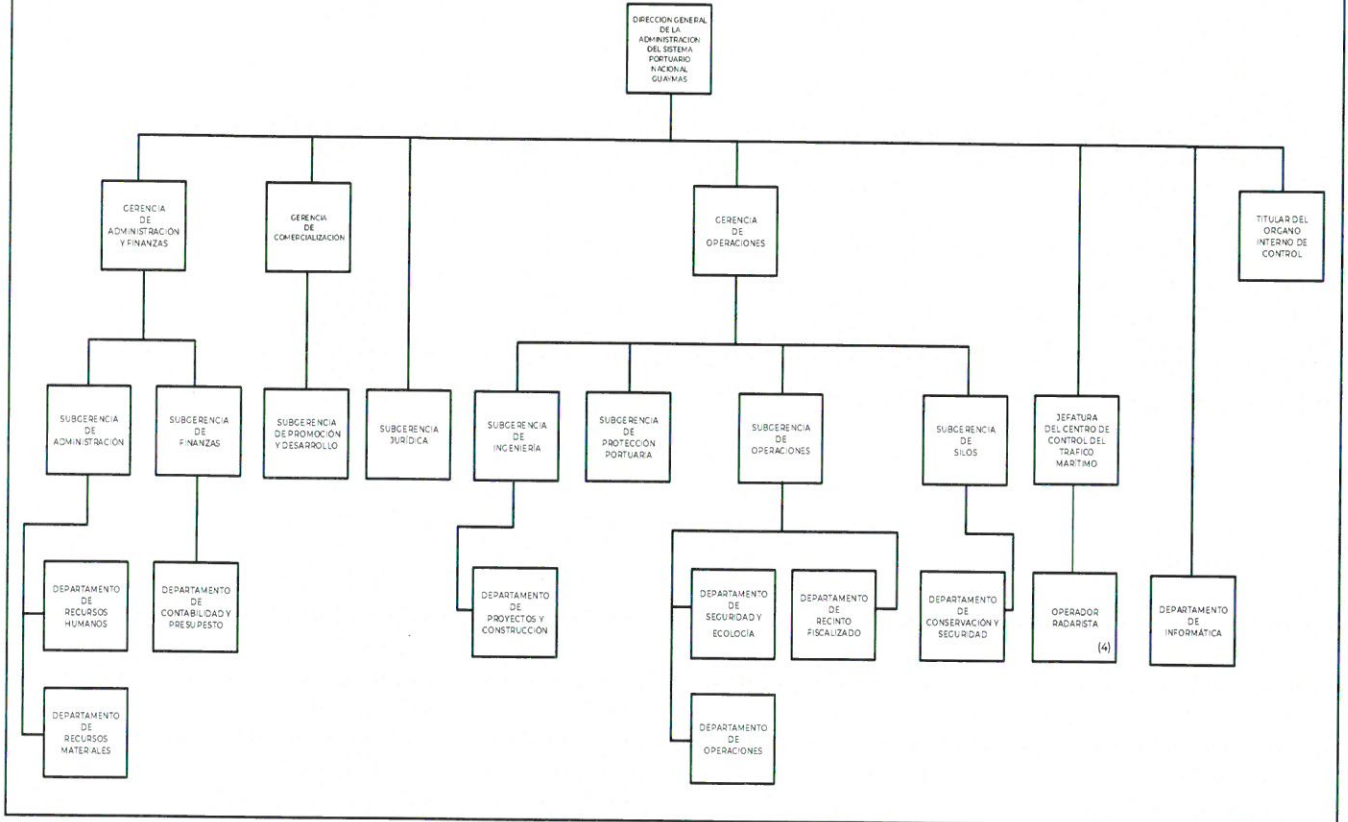 DIRECCION GENERAL
DE LA
ADMINISTRACION
DEL SISTEMA
PORTUARIO
NACIONAL
GUAYMAS
GERENCIA
DE
ADMINISTRACIÓN
Y FINANZAS
GERENCIA
DE
COMERCIALIZACIÓN
GERENCIA
DE
OPERACIONES
TITULAR DEL
ORGANO
INTERNO DE
CONTROL
SUBGERENCIA
DE
ADMINISTRACIÓN
SUBGERENCIA
DE
FINANZAS
SUBGERENCIA
DE PROMOCIÓN
Y DESARROLLO
SUBGERENCIA
JURÍDICA
SUBGERENCIA
DE
INGENIERÍA
SUBGERENCIA
DE
PROTECCIÓN
PORTUARIA
SUBGERENCIA
DE
OPERACIONES
SUBGERENCIA
DE
SILOS
JEFATURA
DEL CENTRO DE
CONTROL DEL
TRAFICO
MARÍTIMO
DEPARTAMENTO
DE
RECURSOS
HUMANOS
DEPARTAMENTO
DE
CONTABILIDAD Y
PRESUPESTO
DEPARTAMENTO
DE
PROYECTOS Y
CONSTRUCCIÓN
DEPARTAMENTO
DE
SEGURIDAD Y
ECOLOGÍA
DEPARTAMENTO
DE
RECINTO
FISCALIZADO
DEPARTAMENTO
DE
CONSERVACIÓN Y
SEGURIDAD
OPERADOR
RADARISTA
(4)
DEPARTAMENTO
DE
INFORMÁTICA
DEPARTAMENTO
DE
RECURSOS
MATERIALES
DEPARTAMENTO
DE
OPERACIONES